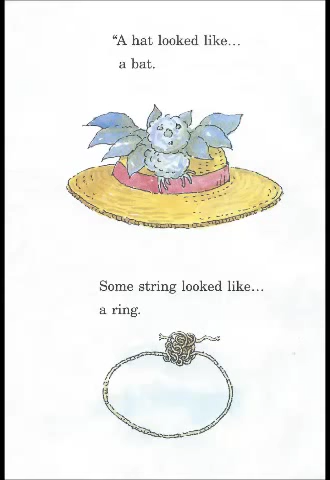 “A hat looked like...
a bat.
Some string looked like...
a ring.